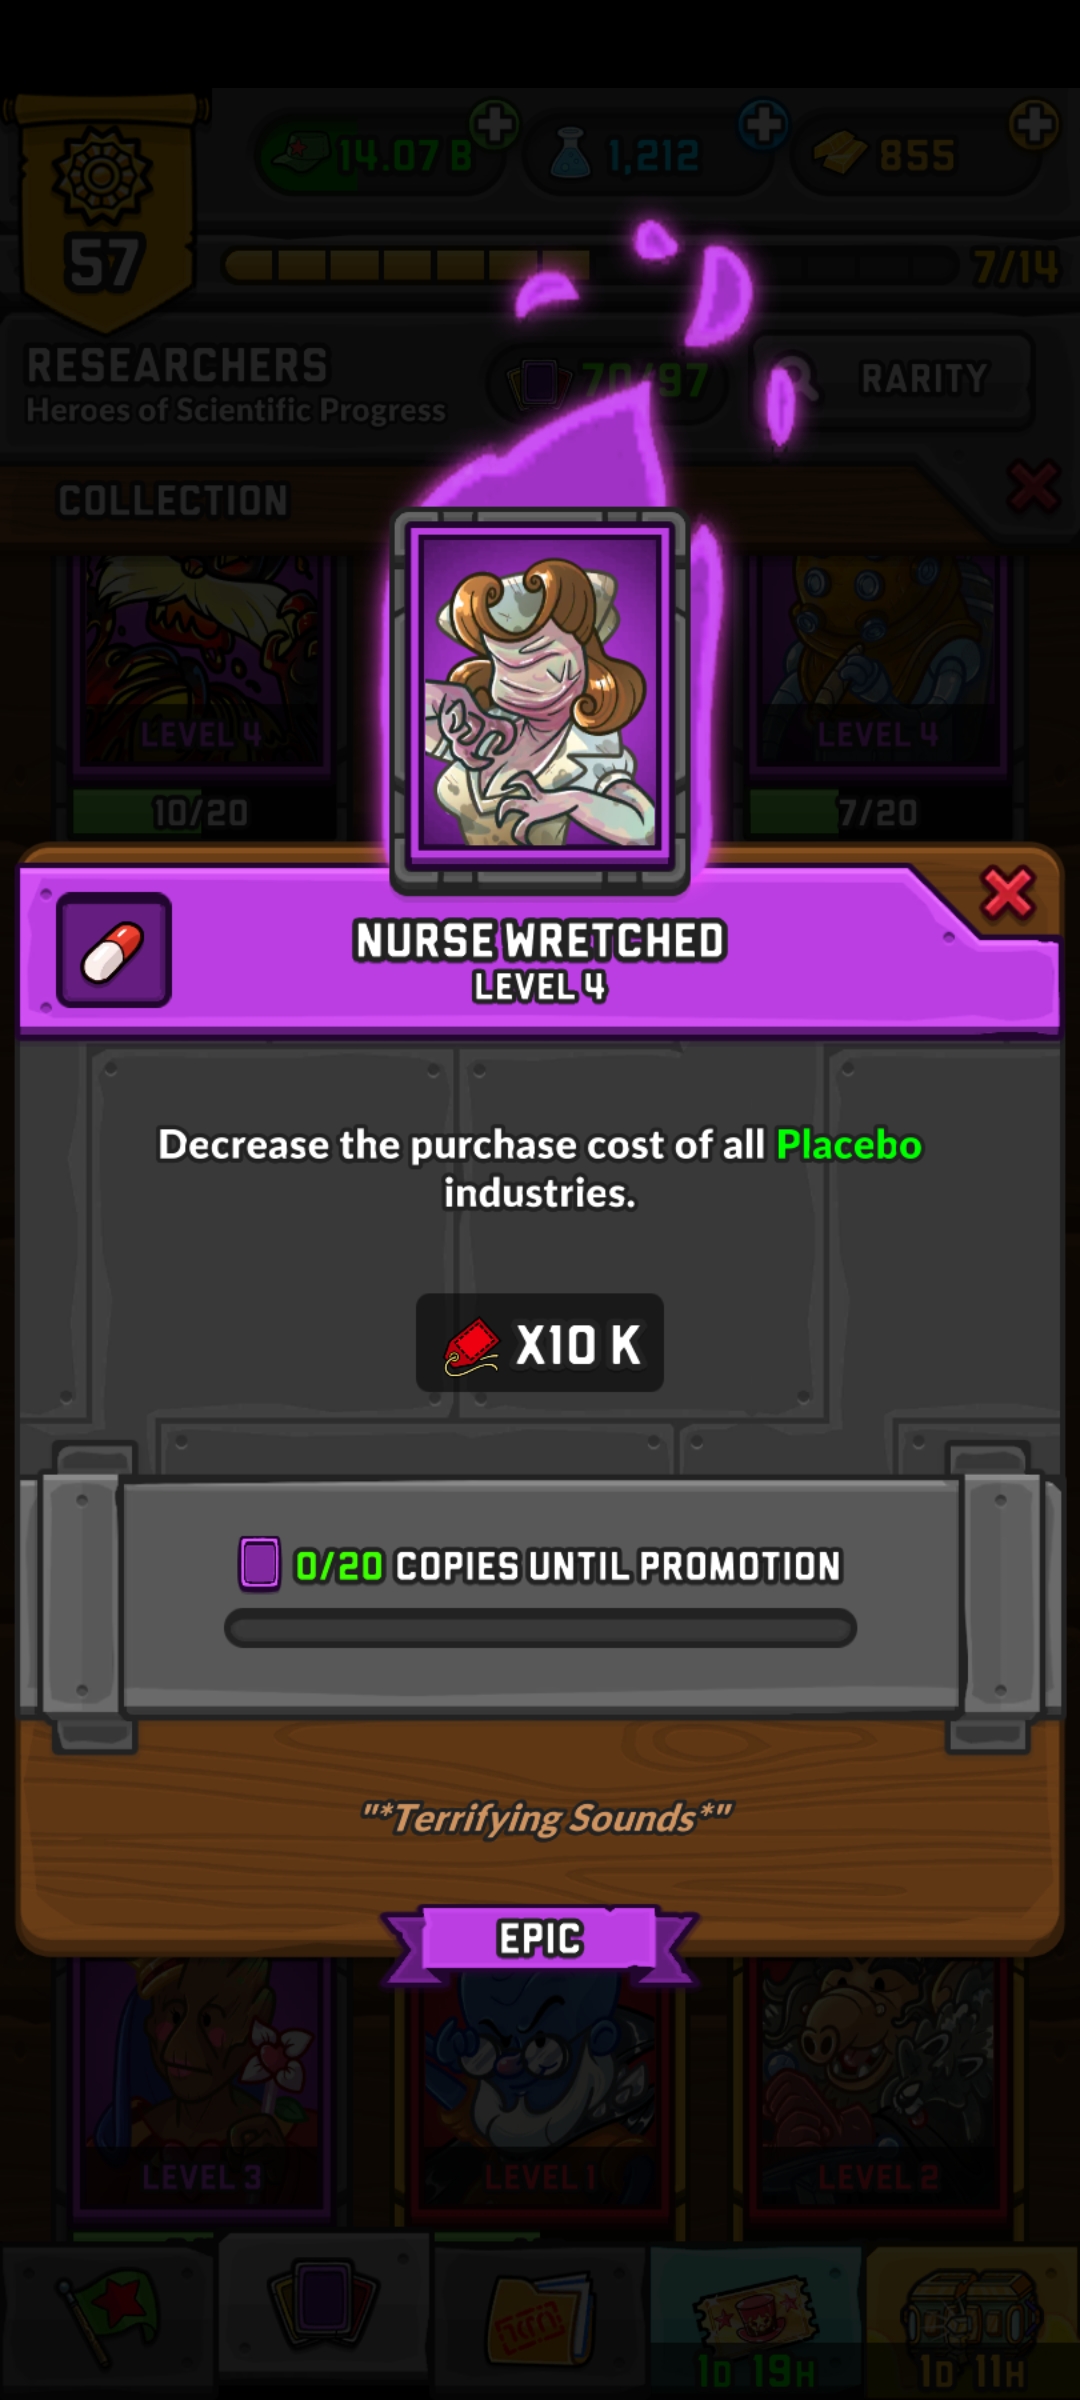 14.07 B
1,212
855
57
7/14
RESEARCHERS
Heroes of Scientific Progress
70/97
RARITY
COLLECTION
LEVEL 4
LEVEL 4
10/20
7/20
NURSE WRETCHED
LEVEL 4
Decrease the purchase cost of all Placebo
industries.
X10 K
0/20 COPIES UNTIL PROMOTION
"*Terrifying Sounds*"
EPIC
LEVEL 3
LEVEL 1
LEVEL 2
1D 19H
1D 11H